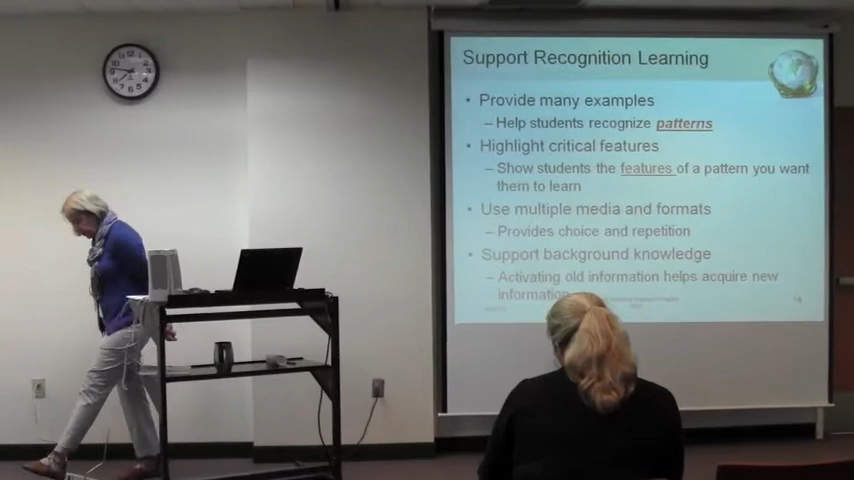 Support Recognition Learning
• Provide many examples
– Help students recognize patterns
• Highlight critical features
– Show students the features of a pattern you want
them to learn
• Use multiple media and formats
– Provides choice and repetition
• Support background knowledge
– Activating old information helps acquire new
information